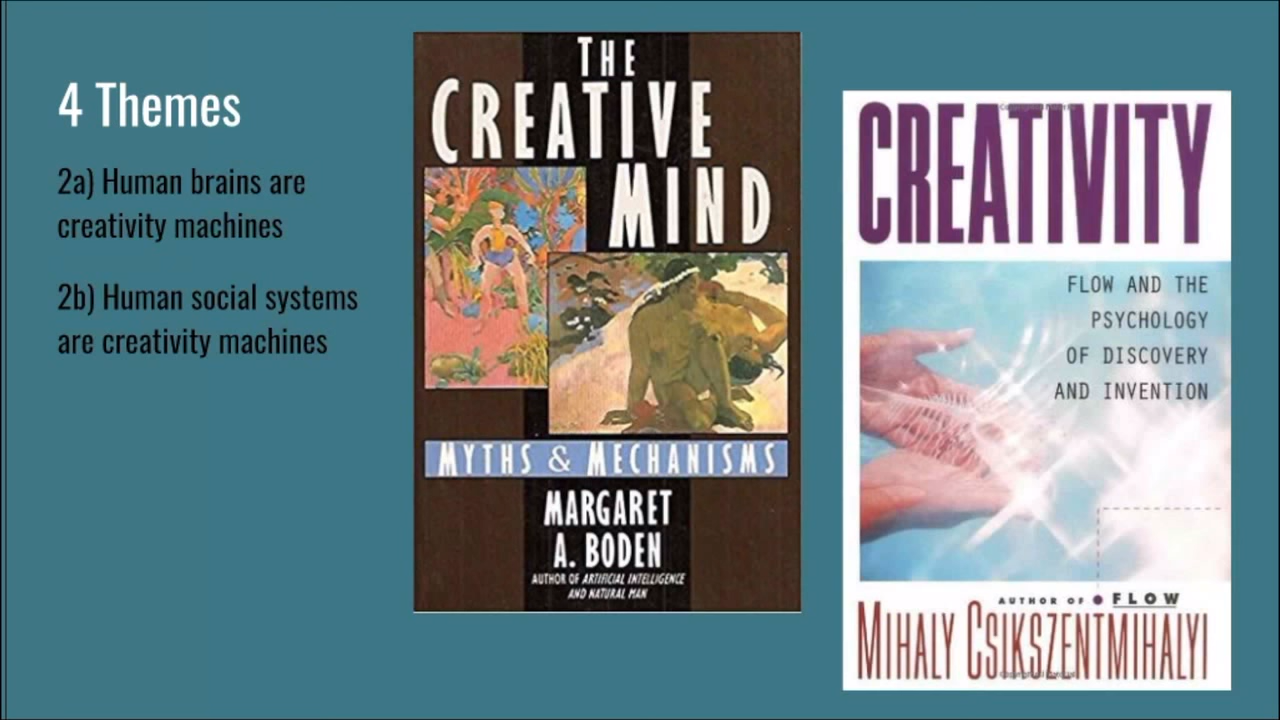 4 Themes
2a) Human brains are
creativity machines
2b) Human social systems
are creativity machines
THE
CREATIVE
MIND
MYTHS & MECHANISMS
MARGARET
A. BODEN
AUTHOR OF ARTIFICIAL INTELLIGENCE
AND NATURAL MAN
CREATIVITY
FLOW AND THE
PSYCHOLOGY
OF DISCOVERY
AND INVENTION
AUTHOR OF • FLOW
MIHALY CSIKSZENTMIHALYI